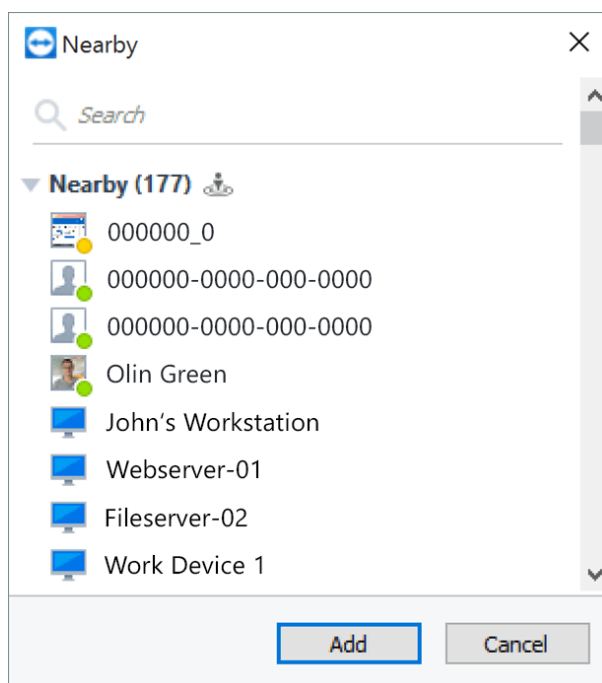 Nearby
Search
Nearby (177)
000000_0
000000-0000-000-0000
000000-0000-000-0000
Olin Green
John's Workstation
Webserver-01
Fileserver-02
Work Device 1
Add Cancel